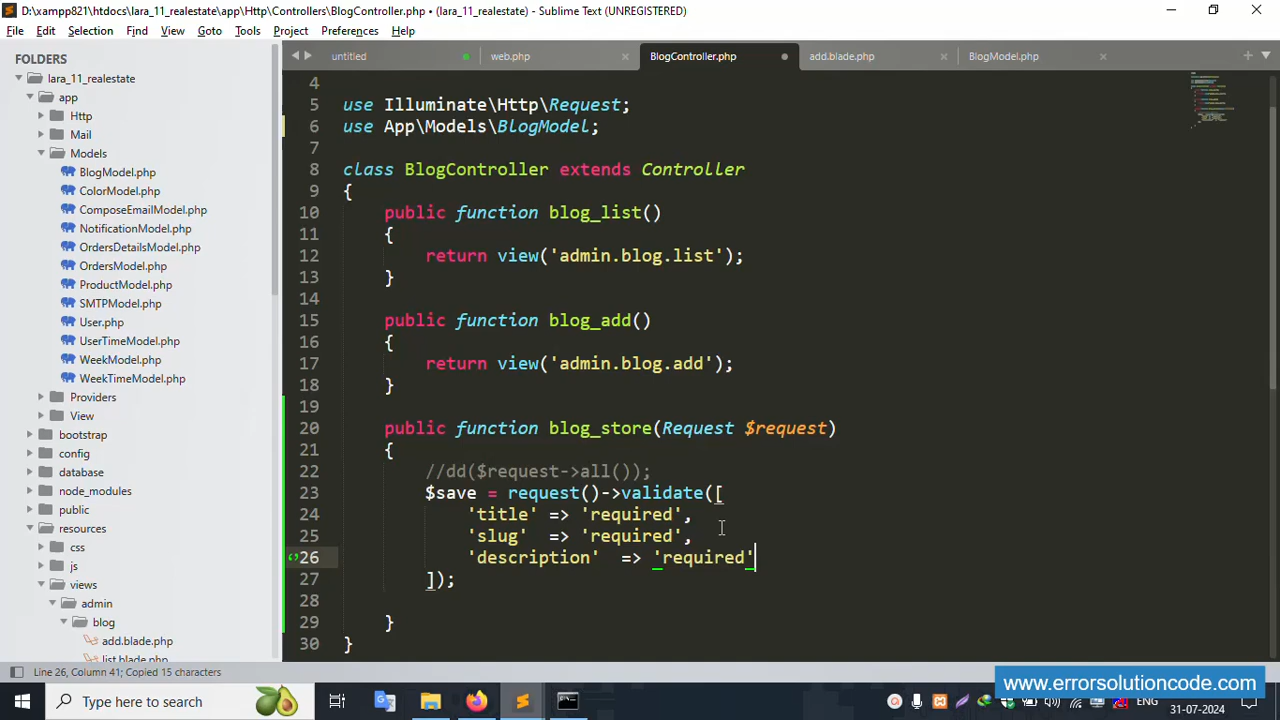 D:\xampp821\htdocs\lara_11_realestate\app\Http\Controllers\BlogController.php • (lara_11_realestate) - Sublime Text (UNREGISTERED)
File Edit Selection Find View Goto Tools Project Preferences Help
FOLDERS
lara_11_realestate
app
Http
Mail
Models
BlogModel.php
ColorModel.php
ComposeEmailModel.php
NotificationModel.php
OrdersDetailsModel.php
OrdersModel.php
ProductModel.php
SMTPModel.php
User.php
UserTimeModel.php
WeekModel.php
WeekTimeModel.php
Providers
View
bootstrap
config
database
node_modules
public
resources
css
js
views
admin
blog
add.blade.php
list.blade.php
untitled web.php BlogController.php add.blade.php BlogModel.php
4
5 use Illuminate\Http\Request;
6 use App\Models\BlogModel;
7
8 class BlogController extends Controller
9 {
10 public function blog_list()
11 {
12 return view('admin.blog.list');
13 }
14
15 public function blog_add()
16 {
17 return view('admin.blog.add');
18 }
19
20 public function blog_store(Request $request)
21 {
22 //dd($request->all());
23 $save = request()->validate([
24 'title' => 'required',
25 'slug' => 'required',
26 'description' => 'required'
27 ]);
28
29 }
30 }
Line 26, Column 41; Copied 15 characters
www.errorsolutioncode.com
Type here to search
ENG
31-07-2024